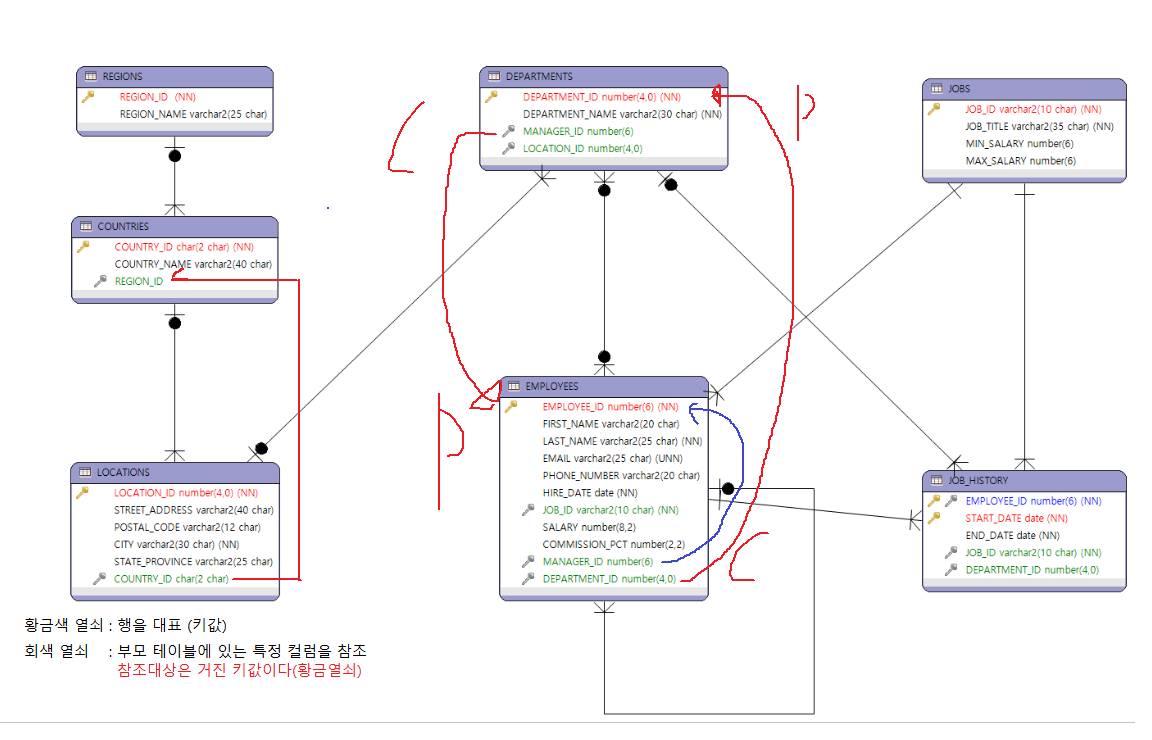 REGIONS
REGION_ID (NN)
REGION_NAME varchar2(25 char)
COUNTRIES
COUNTRY_ID char(2 char) (NN)
COUNTRY_NAME varchar2(40 char)
REGION_ID
LOCATIONS
LOCATION_ID number(4,0) (NN)
STREET_ADDRESS varchar2(40 char)
POSTAL_CODE varchar2(12 char)
CITY varchar2(30 char) (NN)
STATE_PROVINCE varchar2(25 char)
COUNTRY_ID char(2 char)
DEPARTMENTS
DEPARTMENT_ID number(4,0) (NN)
DEPARTMENT_NAME varchar2(30 char) (NN)
MANAGER_ID number(6)
LOCATION_ID number(4,0)
EMPLOYEES
EMPLOYEE_ID number(6) (NN)
FIRST_NAME varchar2(20 char)
LAST_NAME varchar2(25 char) (NN)
EMAIL varchar2(25 char) (UNN)
PHONE_NUMBER varchar2(20 char)
HIRE_DATE date (NN)
JOB_ID varchar2(10 char) (NN)
SALARY number(8,2)
COMMISSION_PCT number(2,2)
MANAGER_ID number(6)
DEPARTMENT_ID number(4,0)
JOBS
JOB_ID varchar2(10 char) (NN)
JOB_TITLE varchar2(35 char) (NN)
MIN_SALARY number(6)
MAX_SALARY number(6)
JOB_HISTORY
EMPLOYEE_ID number(6) (NN)
START_DATE date (NN)
END_DATE date (NN)
JOB_ID varchar2(10 char) (NN)
DEPARTMENT_ID number(4,0)
P
P
C
C
황금색 열쇠 : 행을 대표 (키값)
회색 열쇠 : 부모 테이블에 있는 특정 컬럼을 참조
참조대상은 거진 키값이다(황금열쇠)